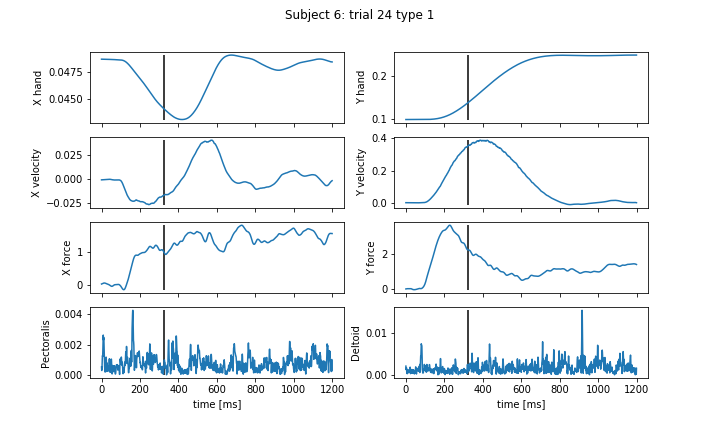 Subject 6: trial 24 type 1
X hand
0.0475
0.0450
Y hand
0.2
0.1
X velocity
0.025
0.000
−0.025
Y velocity
0.4
0.2
0.0
X force
1
0
Y force
2
0
Pectoralis
0.004
0.002
0.000
0 200 400 600 800 1000 1200
time [ms]
Deltoid
0.01
0.00
0 200 400 600 800 1000 1200
time [ms]